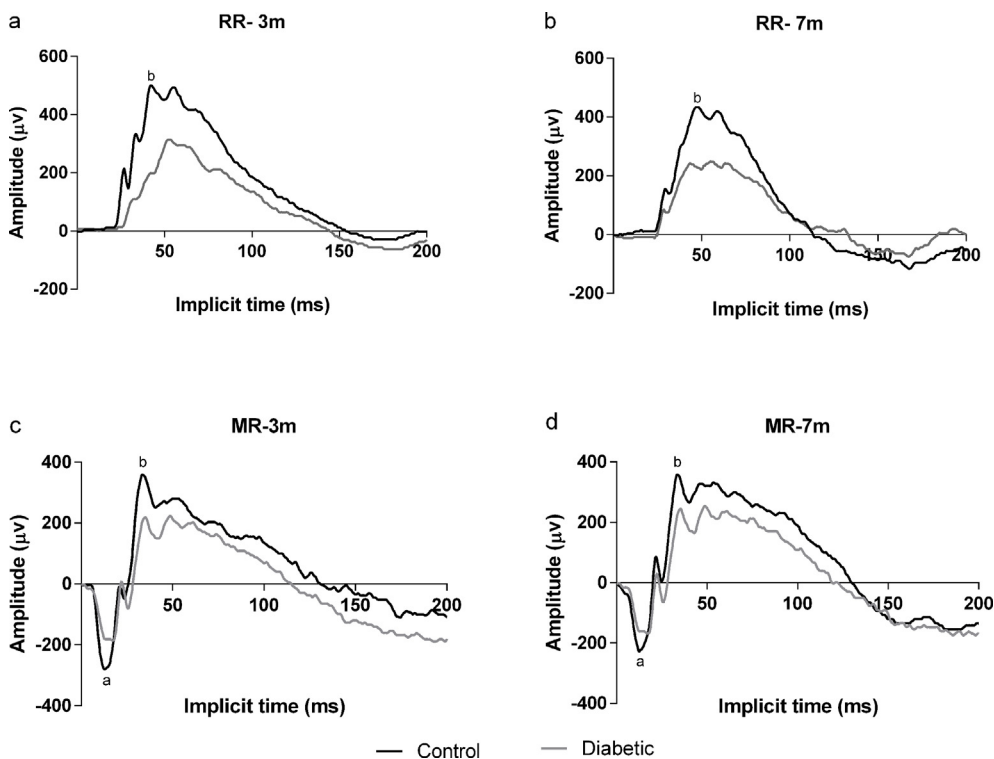 a
RR- 3m
600
400
200
0
-200
Amplitude (μv)
b
50
100
150
200
Implicit time (ms)
b
RR- 7m
600
400
200
0
-200
Amplitude (μv)
b
50
100
150
200
Implicit time (ms)
c
MR-3m
400
200
0
-200
-400
Amplitude (μv)
b
a
50
100
150
200
Implicit time (ms)
d
MR-7m
400
200
0
-200
-400
Amplitude (μv)
b
a
50
100
150
200
Implicit time (ms)
Control
Diabetic